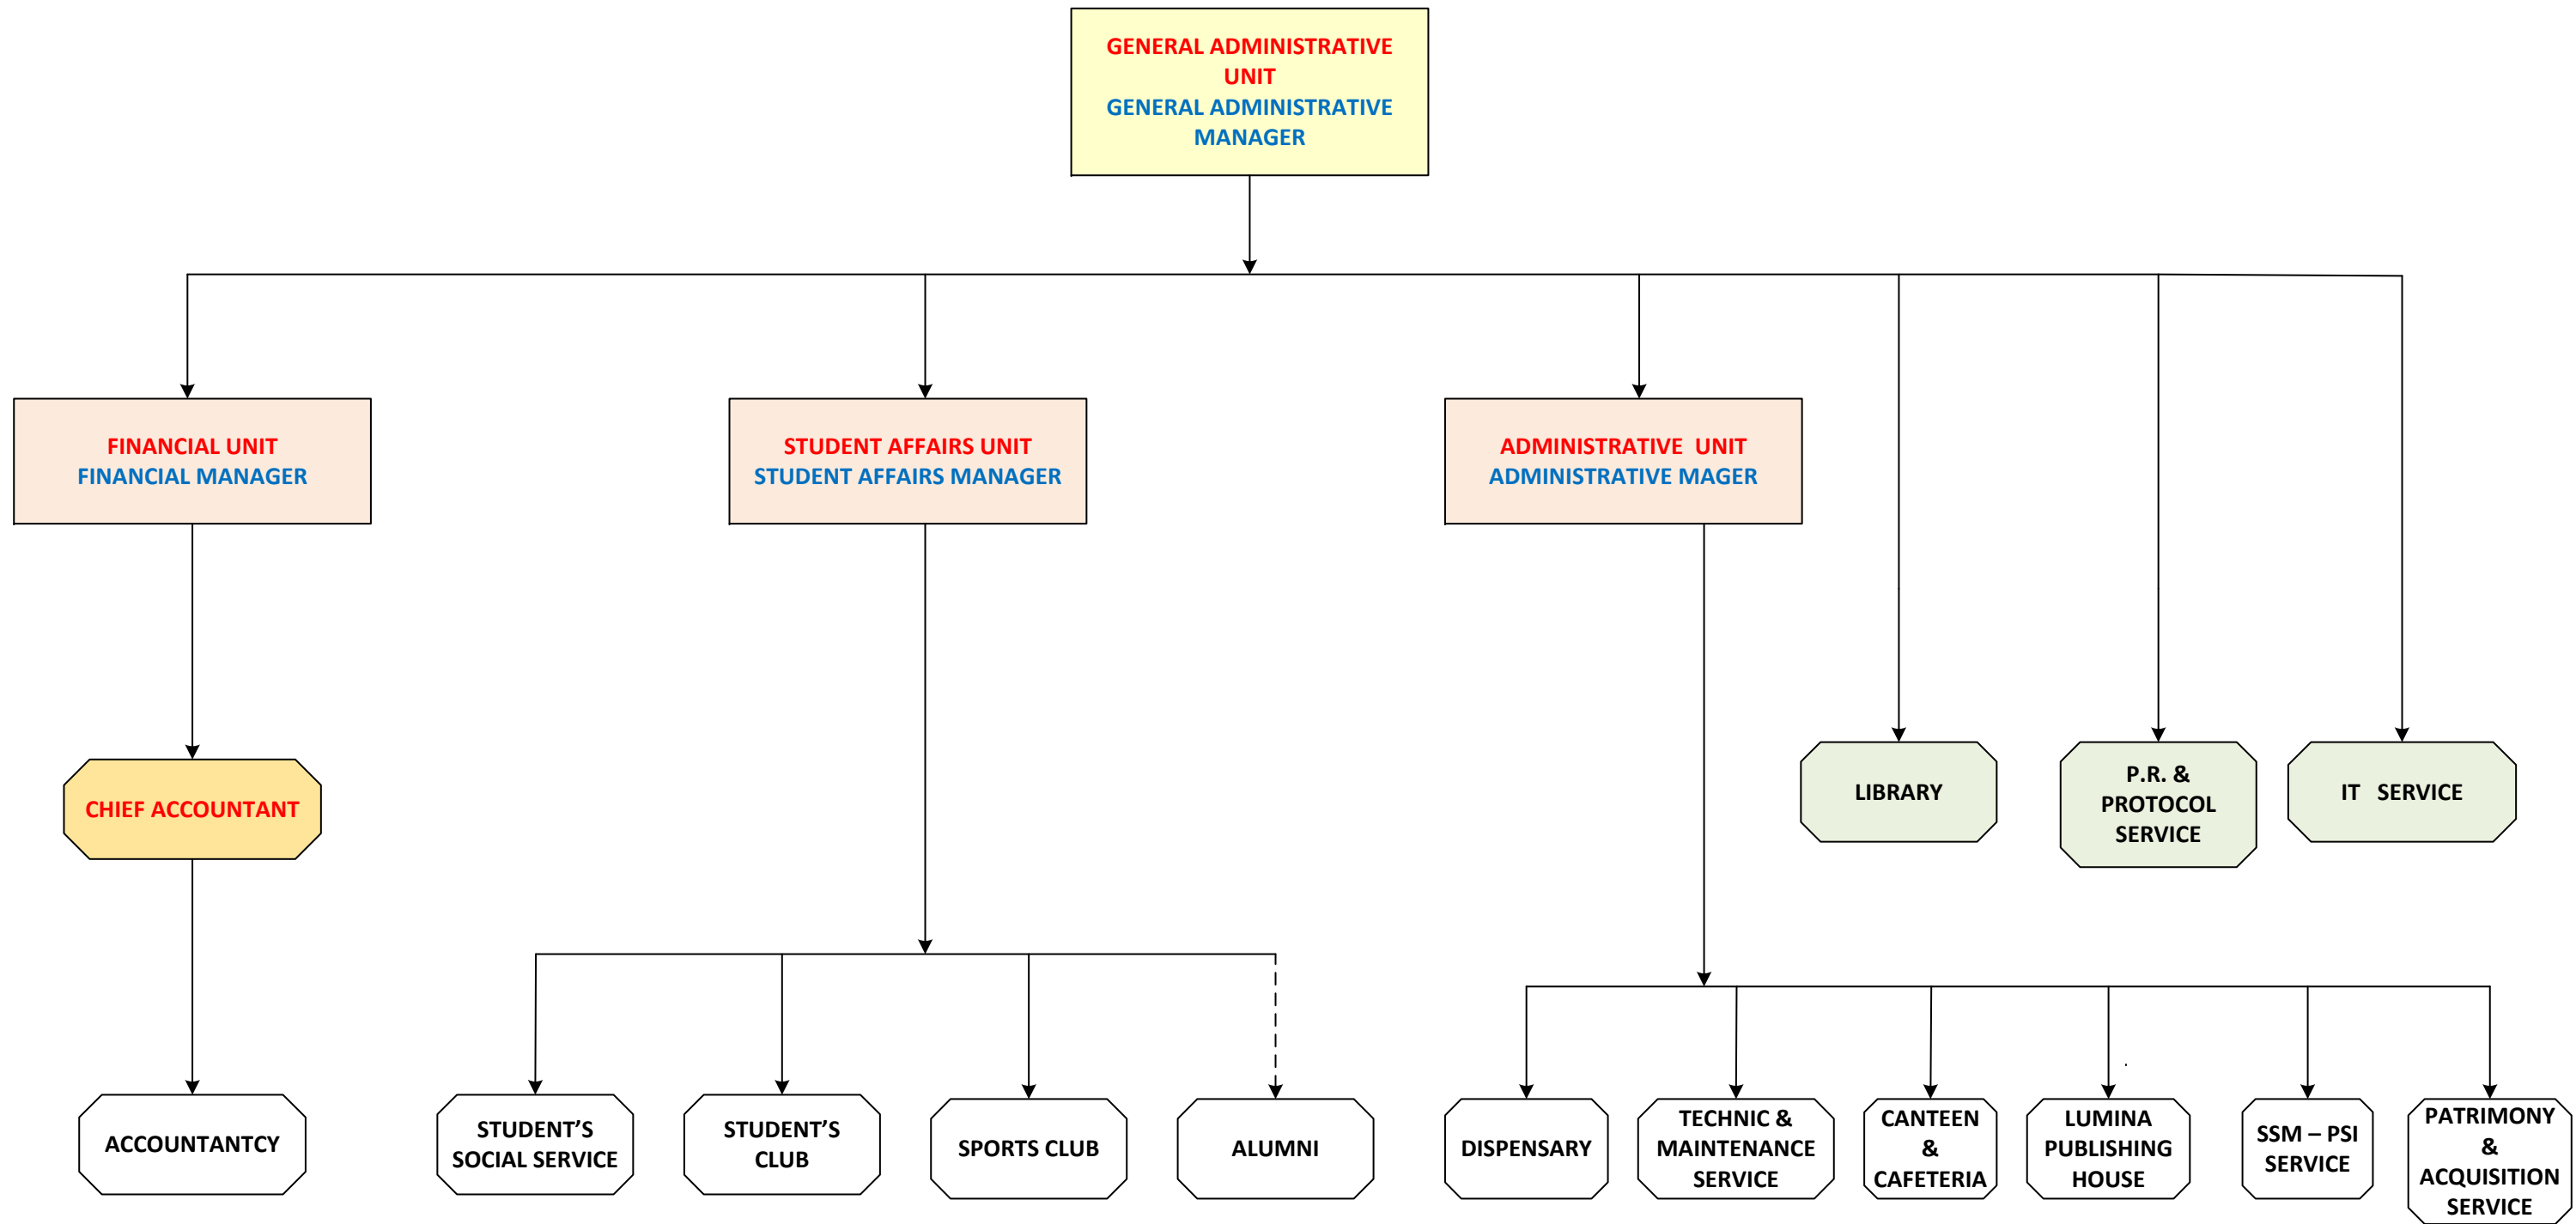 GENERAL ADMINISTRATIVE
UNIT
GENERAL ADMINISTRATIVE
MANAGER
FINANCIAL UNIT
FINANCIAL MANAGER
STUDENT AFFAIRS UNIT
STUDENT AFFAIRS MANAGER
ADMINISTRATIVE UNIT
ADMINISTRATIVE MAGER
CHIEF ACCOUNTANT
LIBRARY
P.R. &
PROTOCOL
SERVICE
IT SERVICE
ACCOUNTANTCY
STUDENT’S
SOCIAL SERVICE
STUDENT’S
CLUB
SPORTS CLUB
ALUMNI
DISPENSARY
TECHNIC &
MAINTENANCE
SERVICE
CANTEEN
&
CAFETERIA
LUMINA
PUBLISHING
HOUSE
SSM – PSI
SERVICE
PATRIMONY
&
ACQUISITION
SERVICE